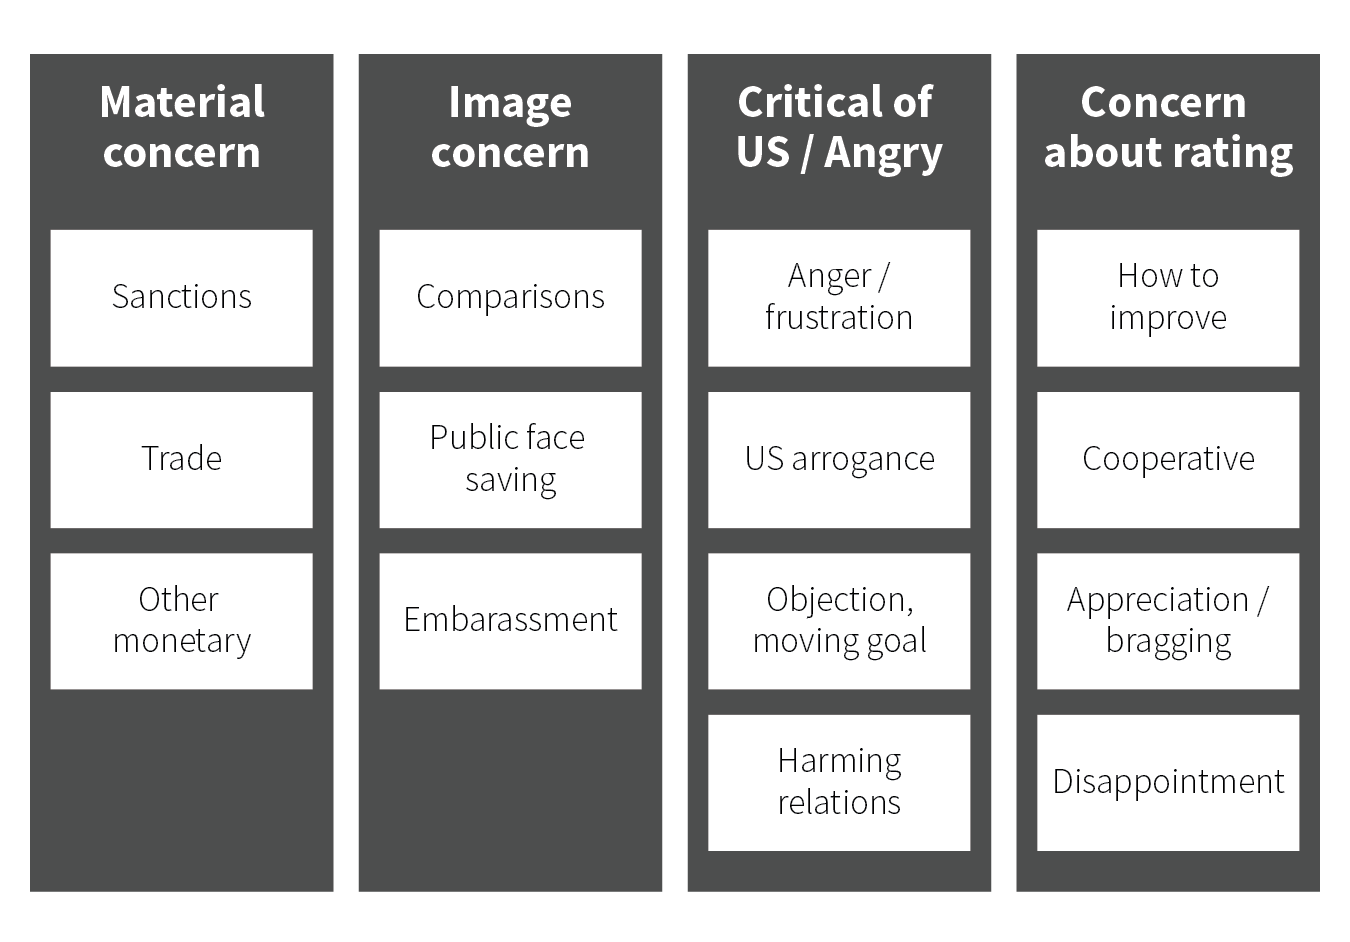 Material
concern
Sanctions
Trade
Other
monetary
Image
concern
Comparisons
Public face
saving
Embarassment
Critical of
US / Angry
Anger /
frustration
US arrogance
Objection,
moving goal
Harming
relations
Concern
about rating
How to
improve
Cooperative
Appreciation /
bragging
Disappointment